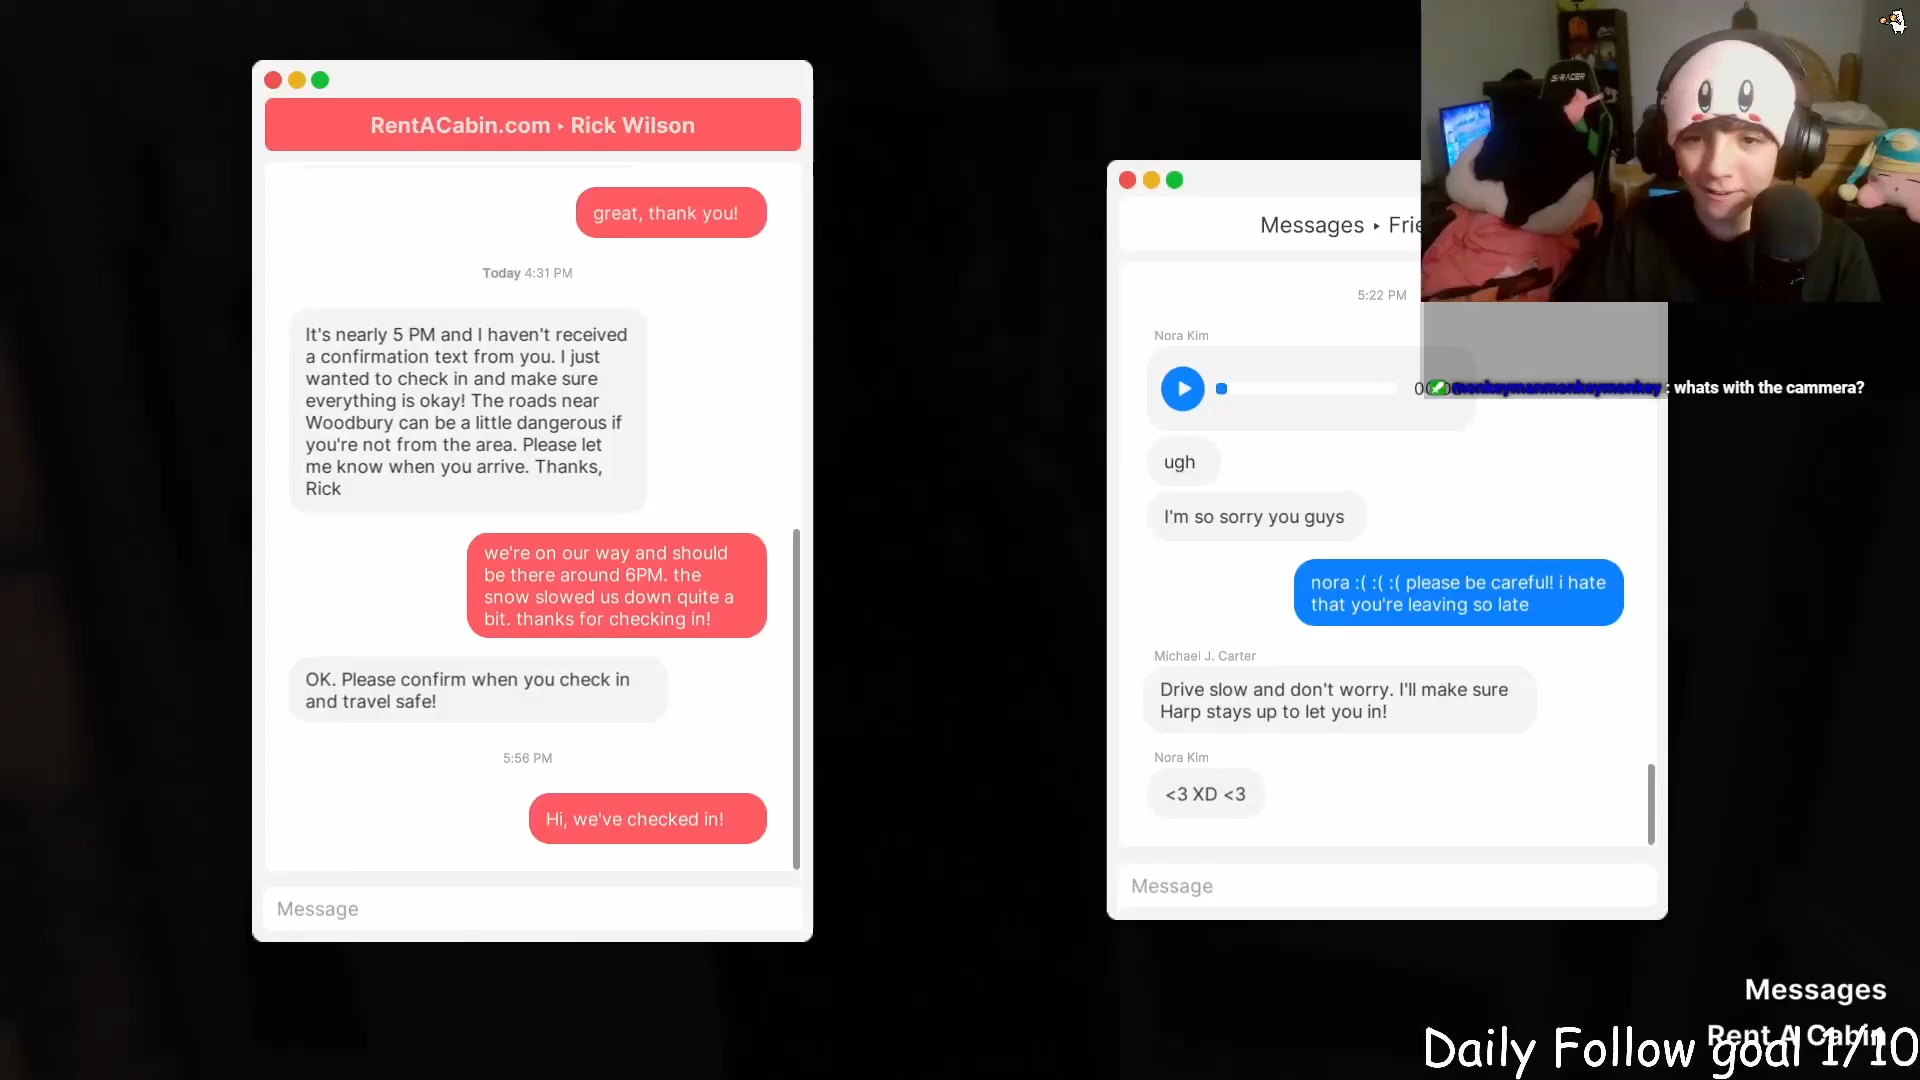 RentACabin.com ‣ Rick Wilson
great, thank you!
Today 4:31 PM
It's nearly 5 PM and I haven't received
a confirmation text from you. I just
wanted to check in and make sure
everything is okay! The roads near
Woodbury can be a little dangerous if
you're not from the area. Please let
me know when you arrive. Thanks,
Rick
we're on our way and should
be there around 6PM. the
snow slowed us down quite a
bit. thanks for checking in!
OK. Please confirm when you check in
and travel safe!
5:56 PM
Hi, we've checked in!
Message
Messages ‣ Frie
5:22 PM
Nora Kim
monkeymanmonkeymonkey : whats with the cammera?
ugh
I'm so sorry you guys
nora :( :( :( please be careful! i hate
that you're leaving so late
Michael J. Carter
Drive slow and don't worry. I'll make sure
Harp stays up to let you in!
Nora Kim
<3 XD <3
Message
Messages
Rent A Cabin
Daily Follow goal 1/10